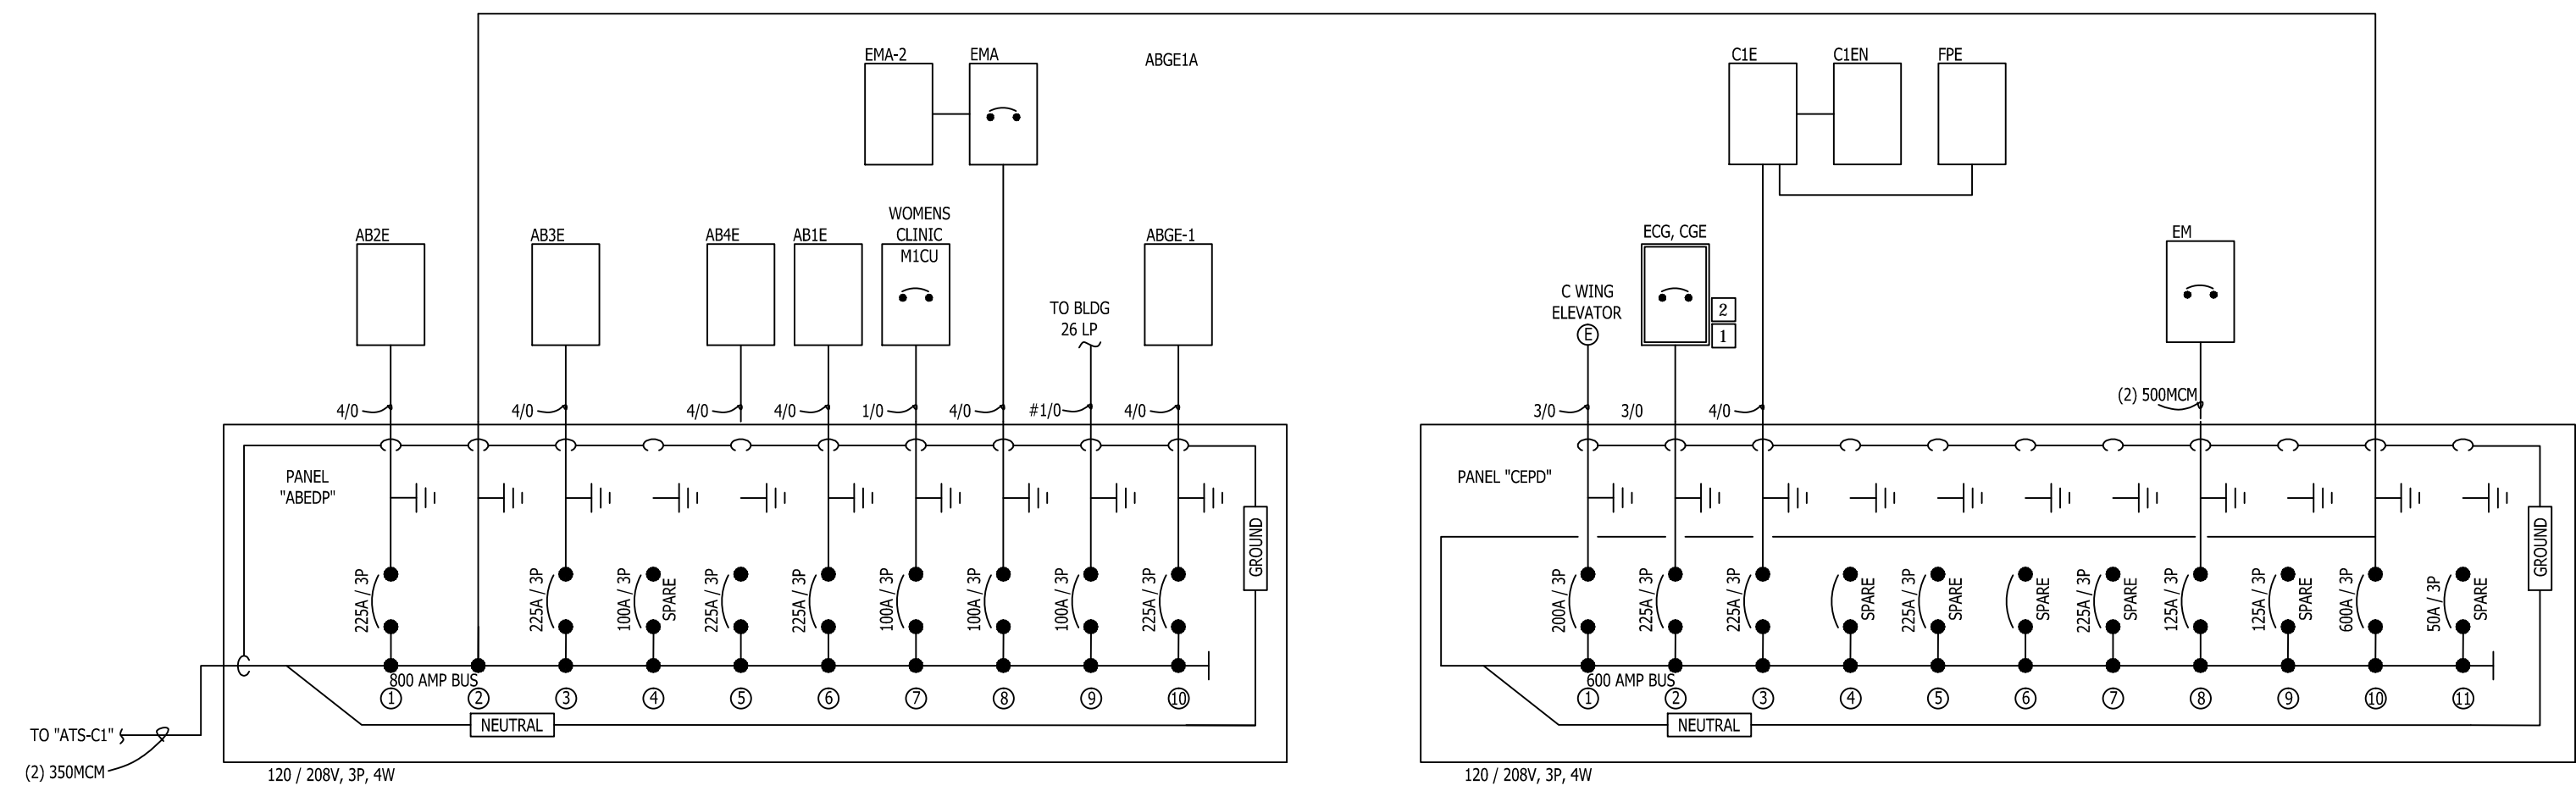 EMA-2
EMA
ABGE1A
C1E
C1EN
FPE
WOMENS
CLINIC
M1CU
AB2E
AB3E
AB4E
AB1E
ABGE-1
ECG, CGE
EM
TO BLDG
26 LP
C WING
ELEVATOR
E
2
1
4/0
4/0
4/0
4/0
1/0
4/0
#1/0
4/0
3/0
3/0
4/0
(2) 500MCM
PANEL
"ABEDP"
225A / 3P
225A / 3P
100A / 3P
SPARE
225A / 3P
225A / 3P
100A / 3P
100A / 3P
100A / 3P
225A / 3P
GROUND
800 AMP BUS
1
2
3
4
5
6
7
8
9
10
NEUTRAL
TO "ATS-C1"
(2) 350MCM
120 / 208V, 3P, 4W
PANEL "CEPD"
200A / 3P
225A / 3P
225A / 3P
SPARE
225A / 3P
SPARE
SPARE
225A / 3P
SPARE
125A / 3P
125A / 3P
SPARE
600A / 3P
50A / 3P
SPARE
GROUND
600 AMP BUS
1
2
3
4
5
6
7
8
9
10
11
NEUTRAL
120 / 208V, 3P, 4W